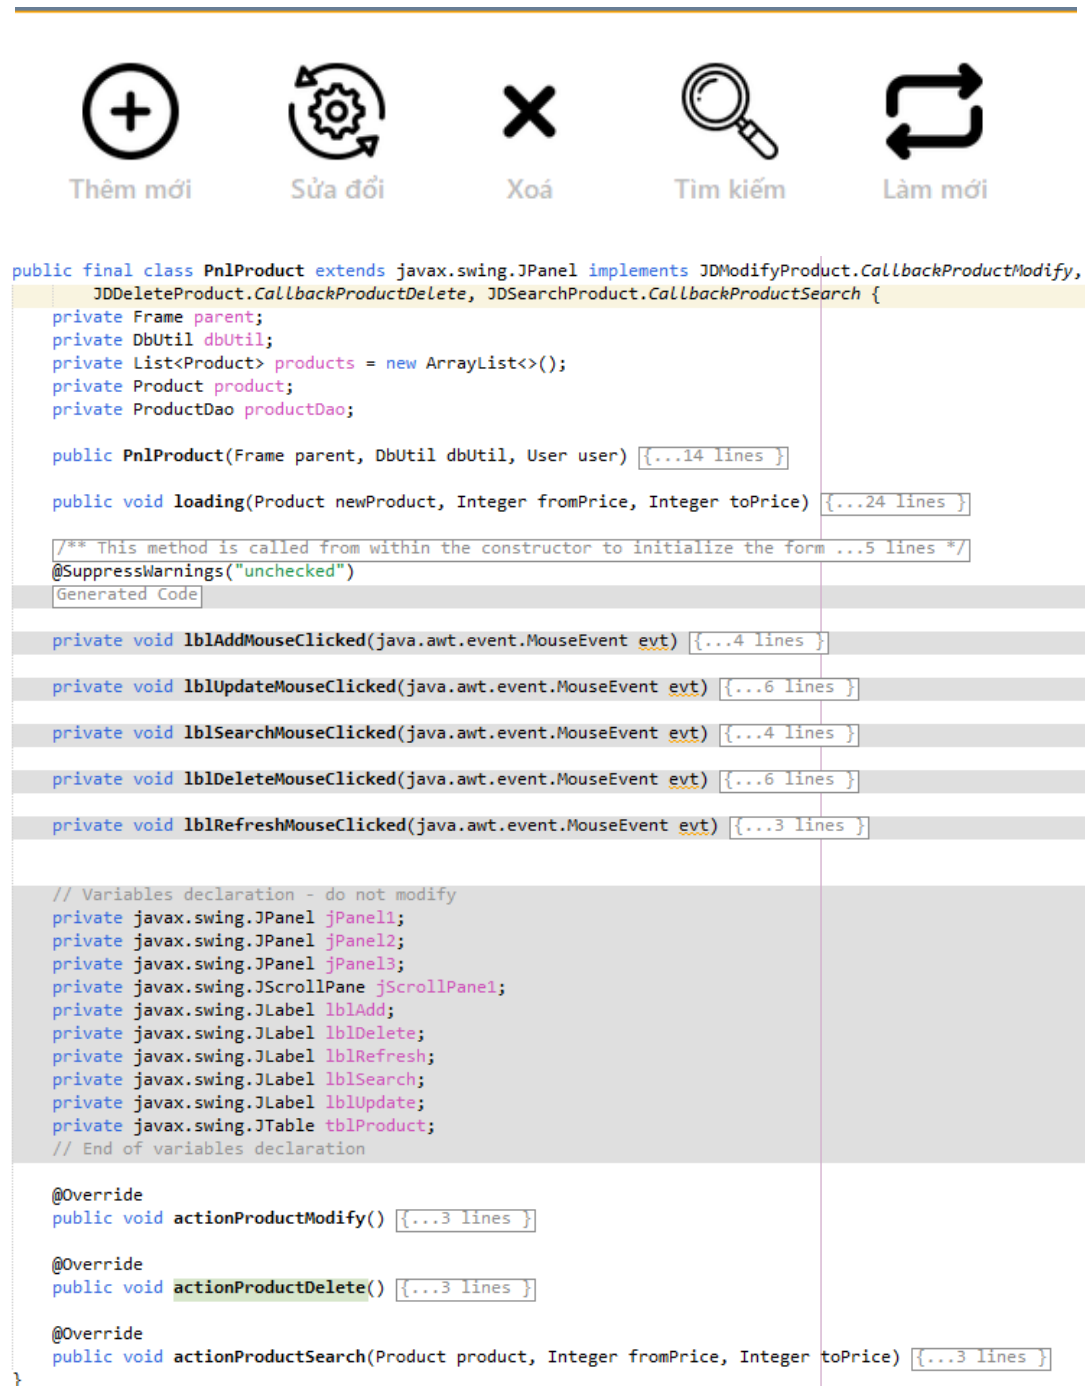 Thêm mới Sửa đổi Xoá Tìm kiếm Làm mới
public final class PnlProduct extends javax.swing.JPanel implements JDModifyProduct.CallbackProductModify,
JDDeleteProduct.CallbackProductDelete, JDSearchProduct.CallbackProductSearch {
private Frame parent;
private DbUtil dbUtil;
private List<Product> products = new ArrayList<>();
private Product product;
private ProductDao productDao;
public PnlProduct(Frame parent, DbUtil dbUtil, User user) {...14 lines }
public void loading(Product newProduct, Integer fromPrice, Integer toPrice) {...24 lines }
/** This method is called from within the constructor to initialize the form ...5 lines */
@SuppressWarnings("unchecked")
Generated Code
private void lblAddMouseClicked(java.awt.event.MouseEvent evt) {...4 lines }
private void lblUpdateMouseClicked(java.awt.event.MouseEvent evt) {...6 lines }
private void lblSearchMouseClicked(java.awt.event.MouseEvent evt) {...4 lines }
private void lblDeleteMouseClicked(java.awt.event.MouseEvent evt) {...6 lines }
private void lblRefreshMouseClicked(java.awt.event.MouseEvent evt) {...3 lines }
// Variables declaration - do not modify
private javax.swing.JPanel jPanel1;
private javax.swing.JPanel jPanel2;
private javax.swing.JPanel jPanel3;
private javax.swing.JScrollPane jScrollPane1;
private javax.swing.JLabel lblAdd;
private javax.swing.JLabel lblDelete;
private javax.swing.JLabel lblRefresh;
private javax.swing.JLabel lblSearch;
private javax.swing.JLabel lblUpdate;
private javax.swing.JTable tblProduct;
// End of variables declaration
@Override
public void actionProductModify() {...3 lines }
@Override
public void actionProductDelete() {...3 lines }
@Override
public void actionProductSearch(Product product, Integer fromPrice, Integer toPrice) {...3 lines }
}